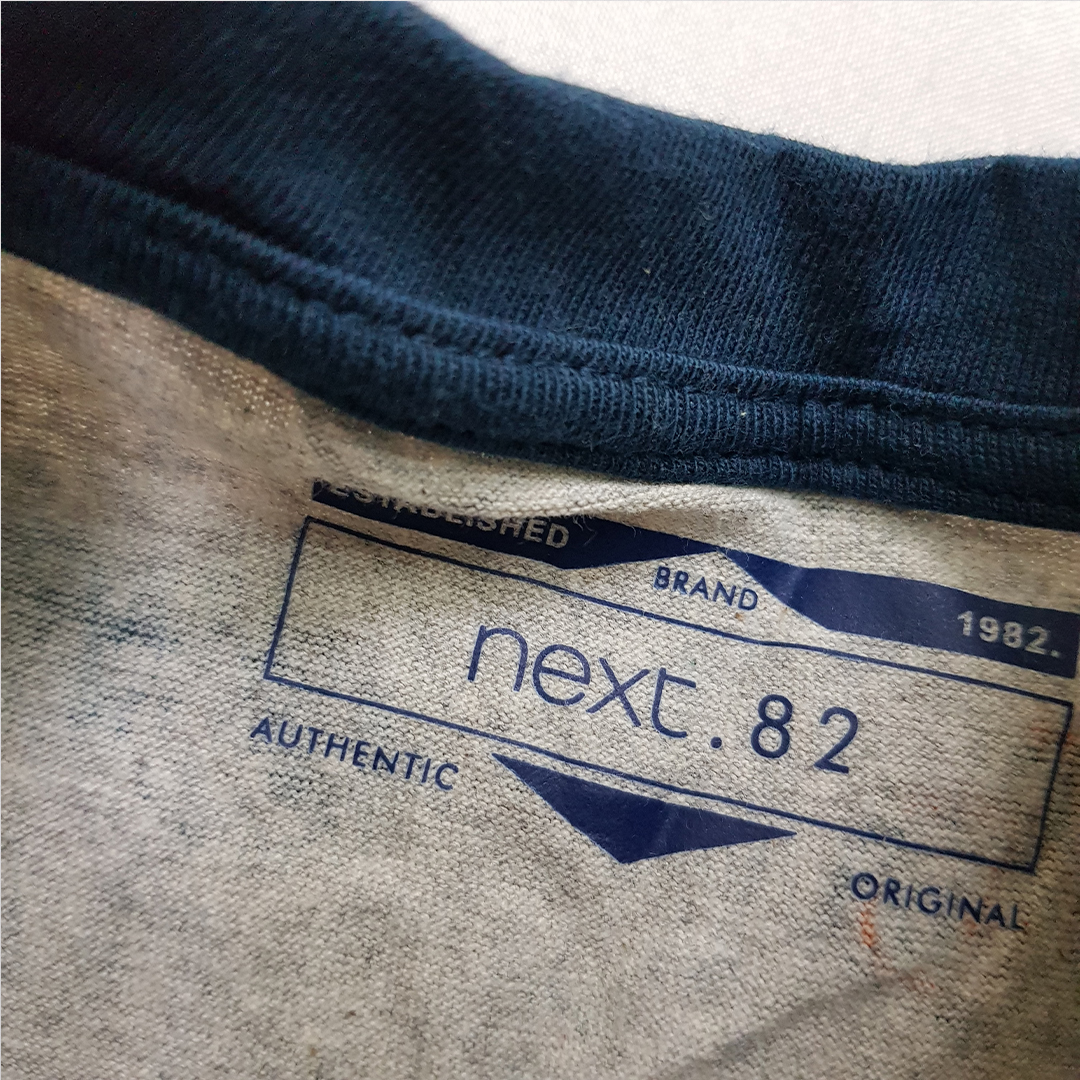 ESTABLISHED
BRAND
1982.
next.82
AUTHENTIC
ORIGINAL